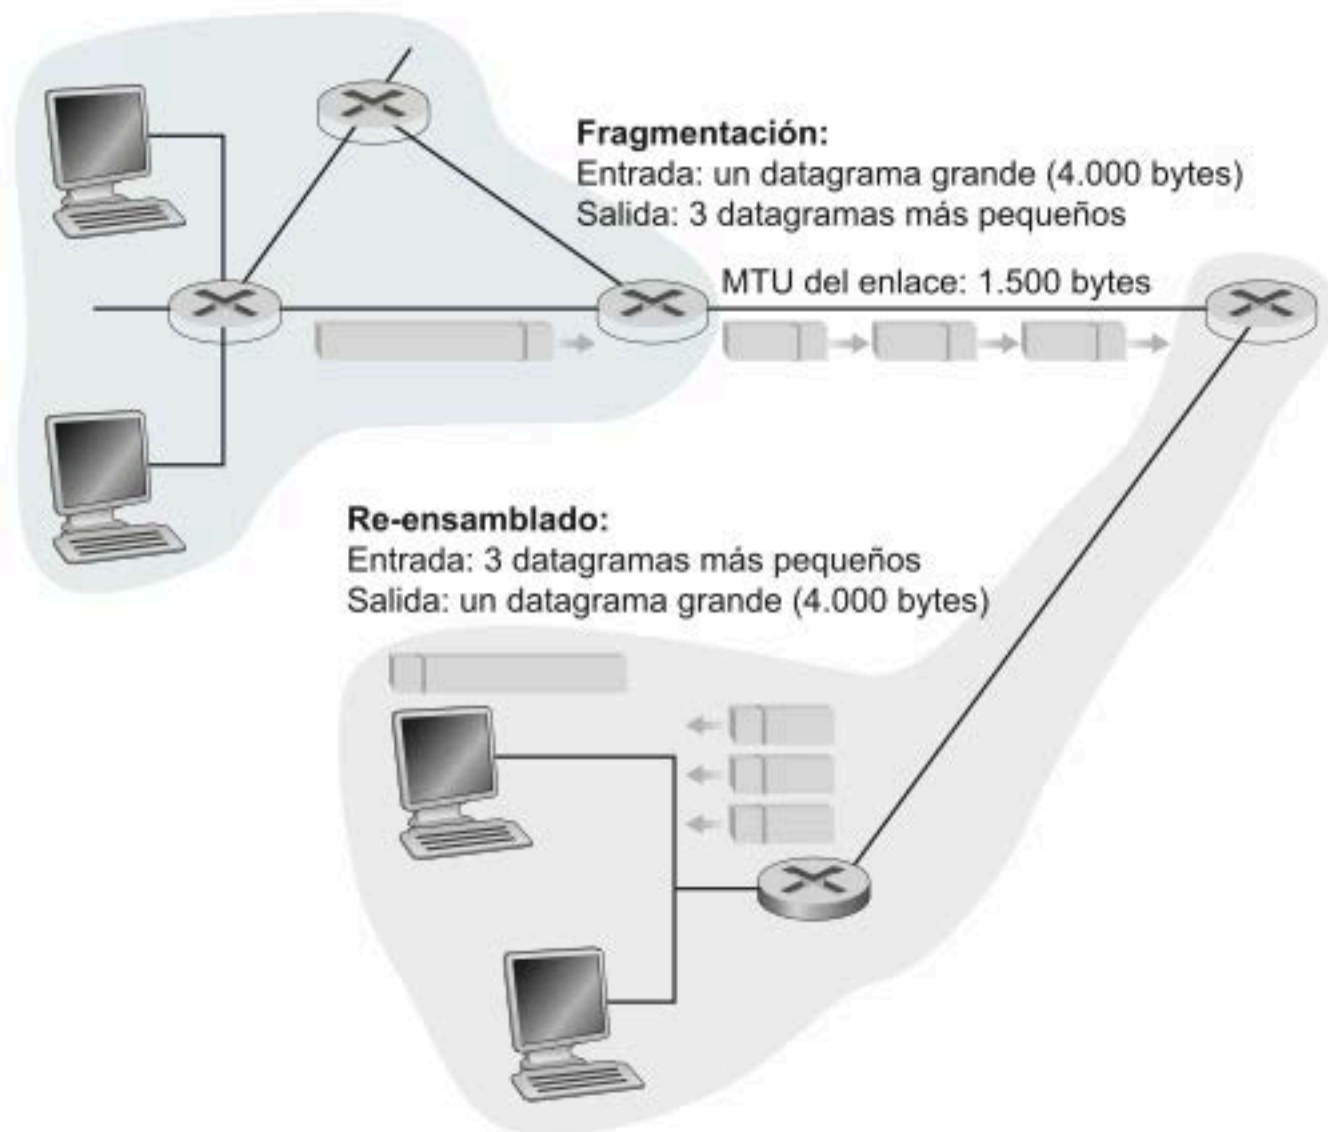 Fragmentación:
Entrada: un datagrama grande (4.000 bytes)
Salida: 3 datagramas más pequeños
MTU del enlace: 1.500 bytes
Re-ensamblado:
Entrada: 3 datagramas más pequeños
Salida: un datagrama grande (4.000 bytes)